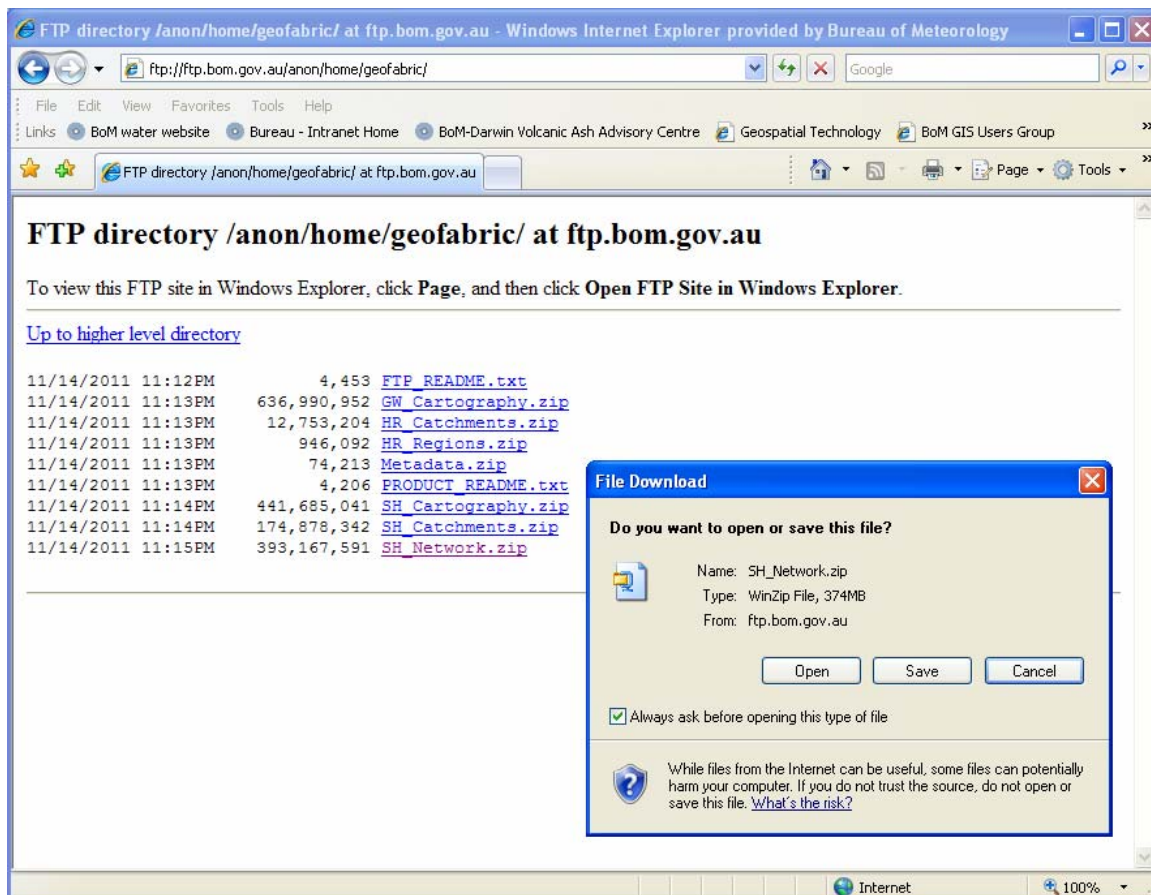 FTP directory /anon/home/geofabric/ at ftp.bom.gov.au - Windows Internet Explorer provided by Bureau of Meteorology
ftp://ftp.bom.gov.au/anon/home/geofabric/
Google
File Edit View Favorites Tools Help
Links BoM water website Bureau - Intranet Home BoM-Darwin Volcanic Ash Advisory Centre Geospatial Technology BoM GIS Users Group »
FTP directory /anon/home/geofabric/ at ftp.bom.gov.au Page Tools »
FTP directory /anon/home/geofabric/ at ftp.bom.gov.au
To view this FTP site in Windows Explorer, click Page, and then click Open FTP Site in Windows Explorer.
Up to higher level directory
11/14/2011 11:12PM 4,453 FTP_README.txt
11/14/2011 11:13PM 636,990,952 GW_Cartography.zip
11/14/2011 11:13PM 12,753,204 HR_Catchments.zip
11/14/2011 11:13PM 946,092 HR_Regions.zip
11/14/2011 11:13PM 74,213 Metadata.zip
11/14/2011 11:13PM 4,206 PRODUCT_README.txt
11/14/2011 11:14PM 441,685,041 SH_Cartography.zip
11/14/2011 11:14PM 174,878,342 SH_Catchments.zip
11/14/2011 11:15PM 393,167,591 SH_Network.zip
File Download
Do you want to open or save this file?
Name: SH_Network.zip
Type: WinZip File, 374MB
From: ftp.bom.gov.au
Open Save Cancel
Always ask before opening this type of file
While files from the Internet can be useful, some files can potentially
harm your computer. If you do not trust the source, do not open or
save this file. What's the risk?
Internet 100%